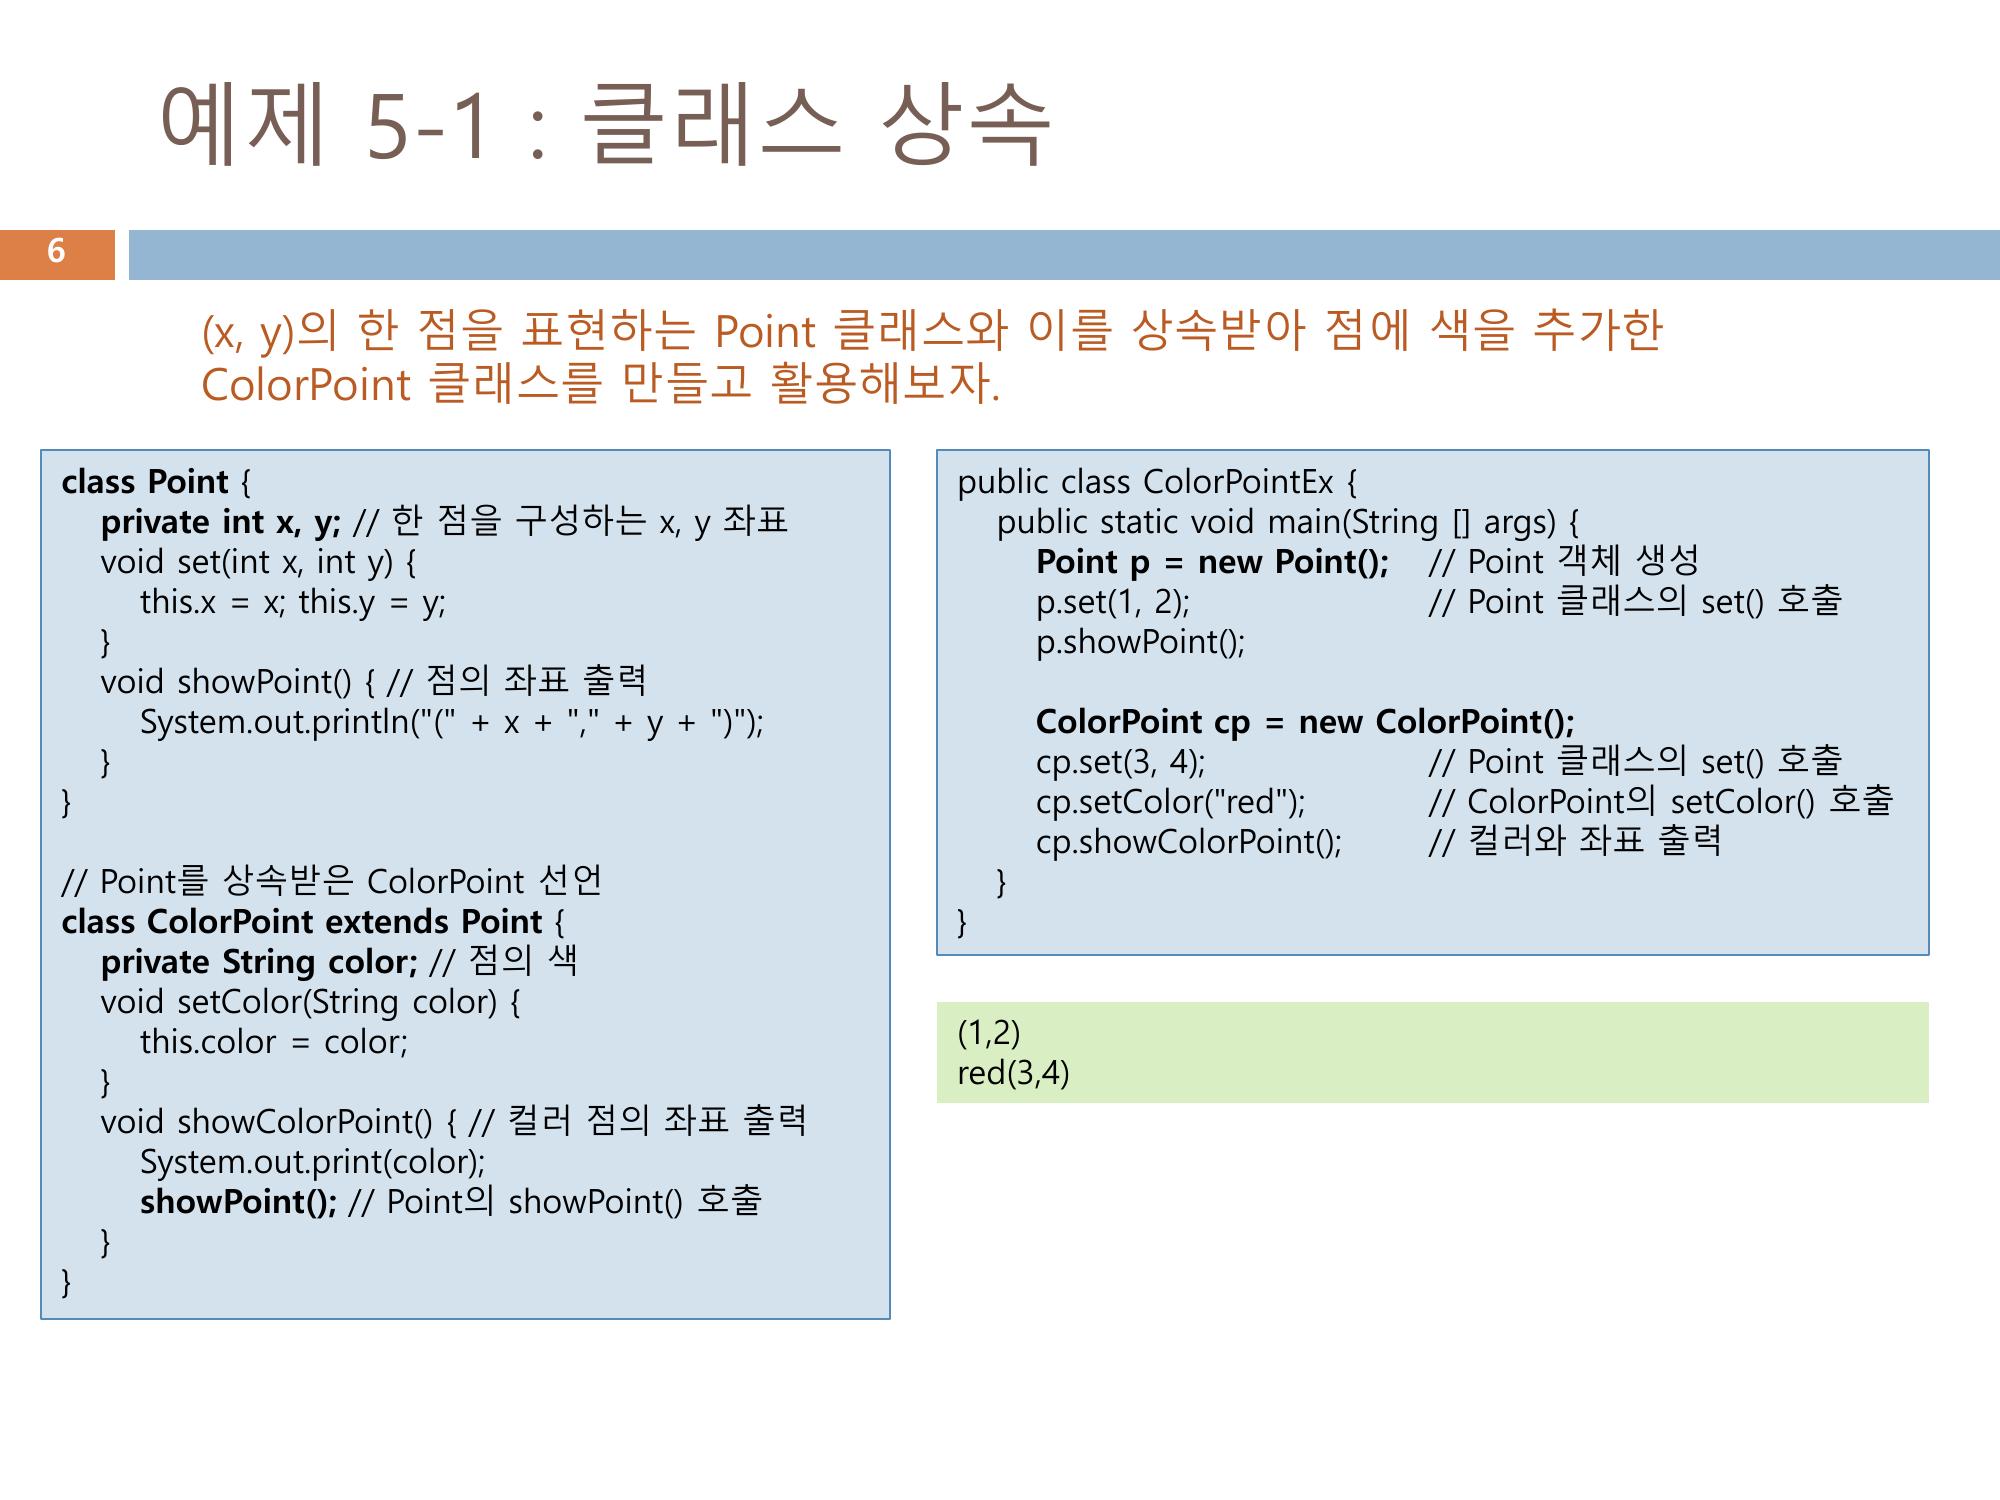 예제 5-1 : 클래스 상속
6
(x, y)의 한 점을 표현하는 Point 클래스와 이를 상속받아 점에 색을 추가한
ColorPoint 클래스를 만들고 활용해보자.
class Point {
private int x, y; // 한 점을 구성하는 x, y 좌표
void set(int x, int y) {
this.x = x; this.y = y;
}
void showPoint() { // 점의 좌표 출력
System.out.println("(" + x + "," + y + ")");
}
}
// Point를 상속받은 ColorPoint 선언
class ColorPoint extends Point {
private String color; // 점의 색
void setColor(String color) {
this.color = color;
}
void showColorPoint() { // 컬러 점의 좌표 출력
System.out.print(color);
showPoint(); // Point의 showPoint() 호출
}
}
public class ColorPointEx {
public static void main(String [] args) {
Point p = new Point(); // Point 객체 생성
p.set(1, 2); // Point 클래스의 set() 호출
p.showPoint();
ColorPoint cp = new ColorPoint();
cp.set(3, 4); // Point 클래스의 set() 호출
cp.setColor("red"); // ColorPoint의 setColor() 호출
cp.showColorPoint(); // 컬러와 좌표 출력
}
}
(1,2)
red(3,4)